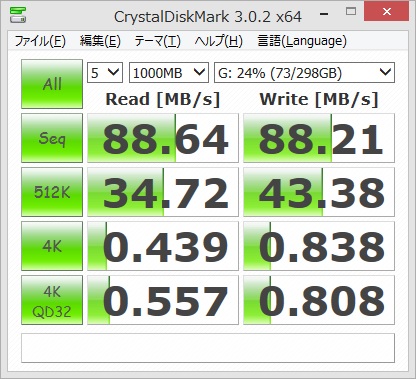 CrystalDiskMark 3.0.2 x64
ファイル(F) 編集(E) テーマ(T) ヘルプ(H) 言語(Language)
All 5 1000MB G: 24% (73/298GB)
Read [MB/s] Write [MB/s]
Seq 88.64 88.21
512K 34.72 43.38
4K 0.439 0.838
4K QD32 0.557 0.808